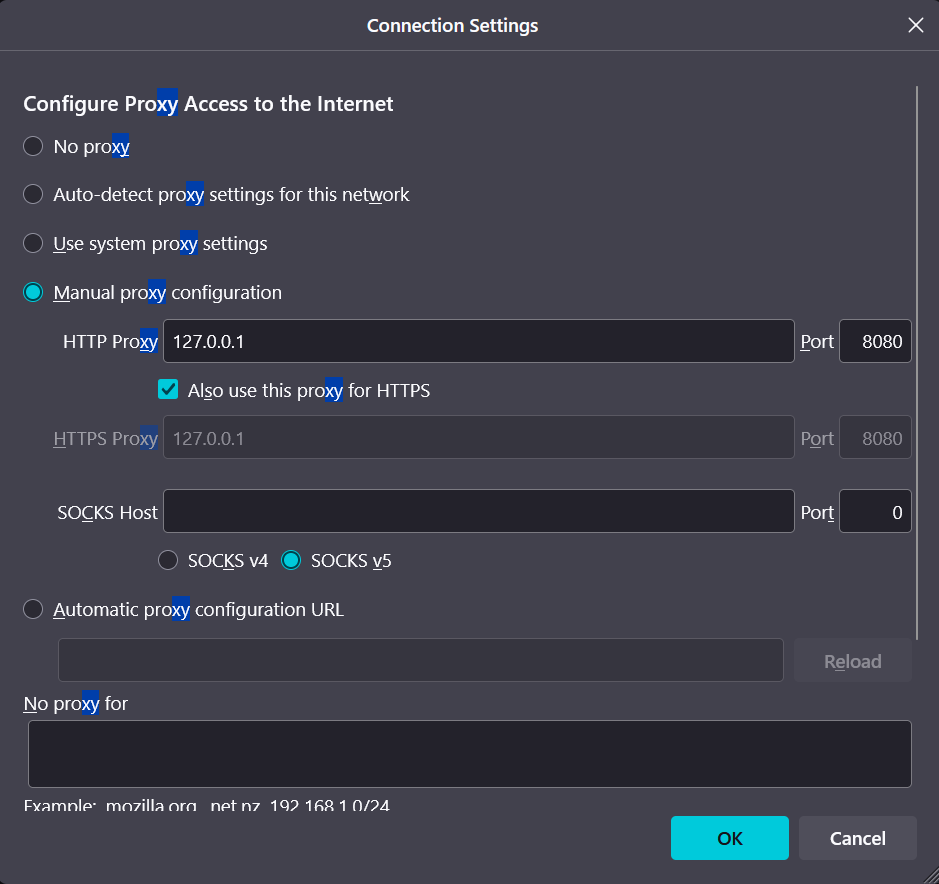 Connection Settings
Configure Proxy Access to the Internet
No proxy
Auto-detect proxy settings for this network
Use system proxy settings
Manual proxy configuration
HTTP Proxy 127.0.0.1 Port 8080
Also use this proxy for HTTPS
HTTPS Proxy 127.0.0.1 Port 8080
SOCKS Host Port 0
SOCKS v4 SOCKS v5
Automatic proxy configuration URL
Reload
No proxy for
Example: .mozilla.org, .net.nz, 192.168.1.0/24
OK Cancel